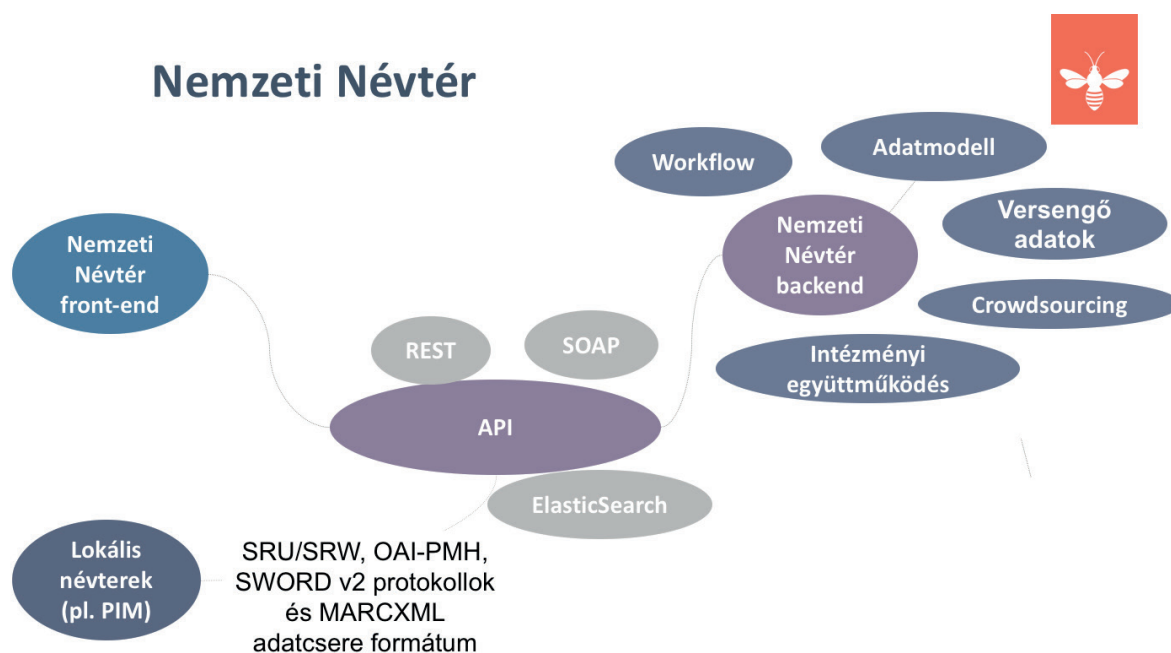 Nemzeti Névtér
Workflow
Adatmodell
Nemzeti
Névtér
backend
Versengő
adatok
Nemzeti
Névtér
front-end
Crowdsourcing
REST
SOAP
Intézményi
együttműködés
API
ElasticSearch
Lokális
névterek
(pl. PIM)
SRU/SRW, OAI-PMH,
SWORD v2 protokollok
és MARCXML
adatcsere formátum